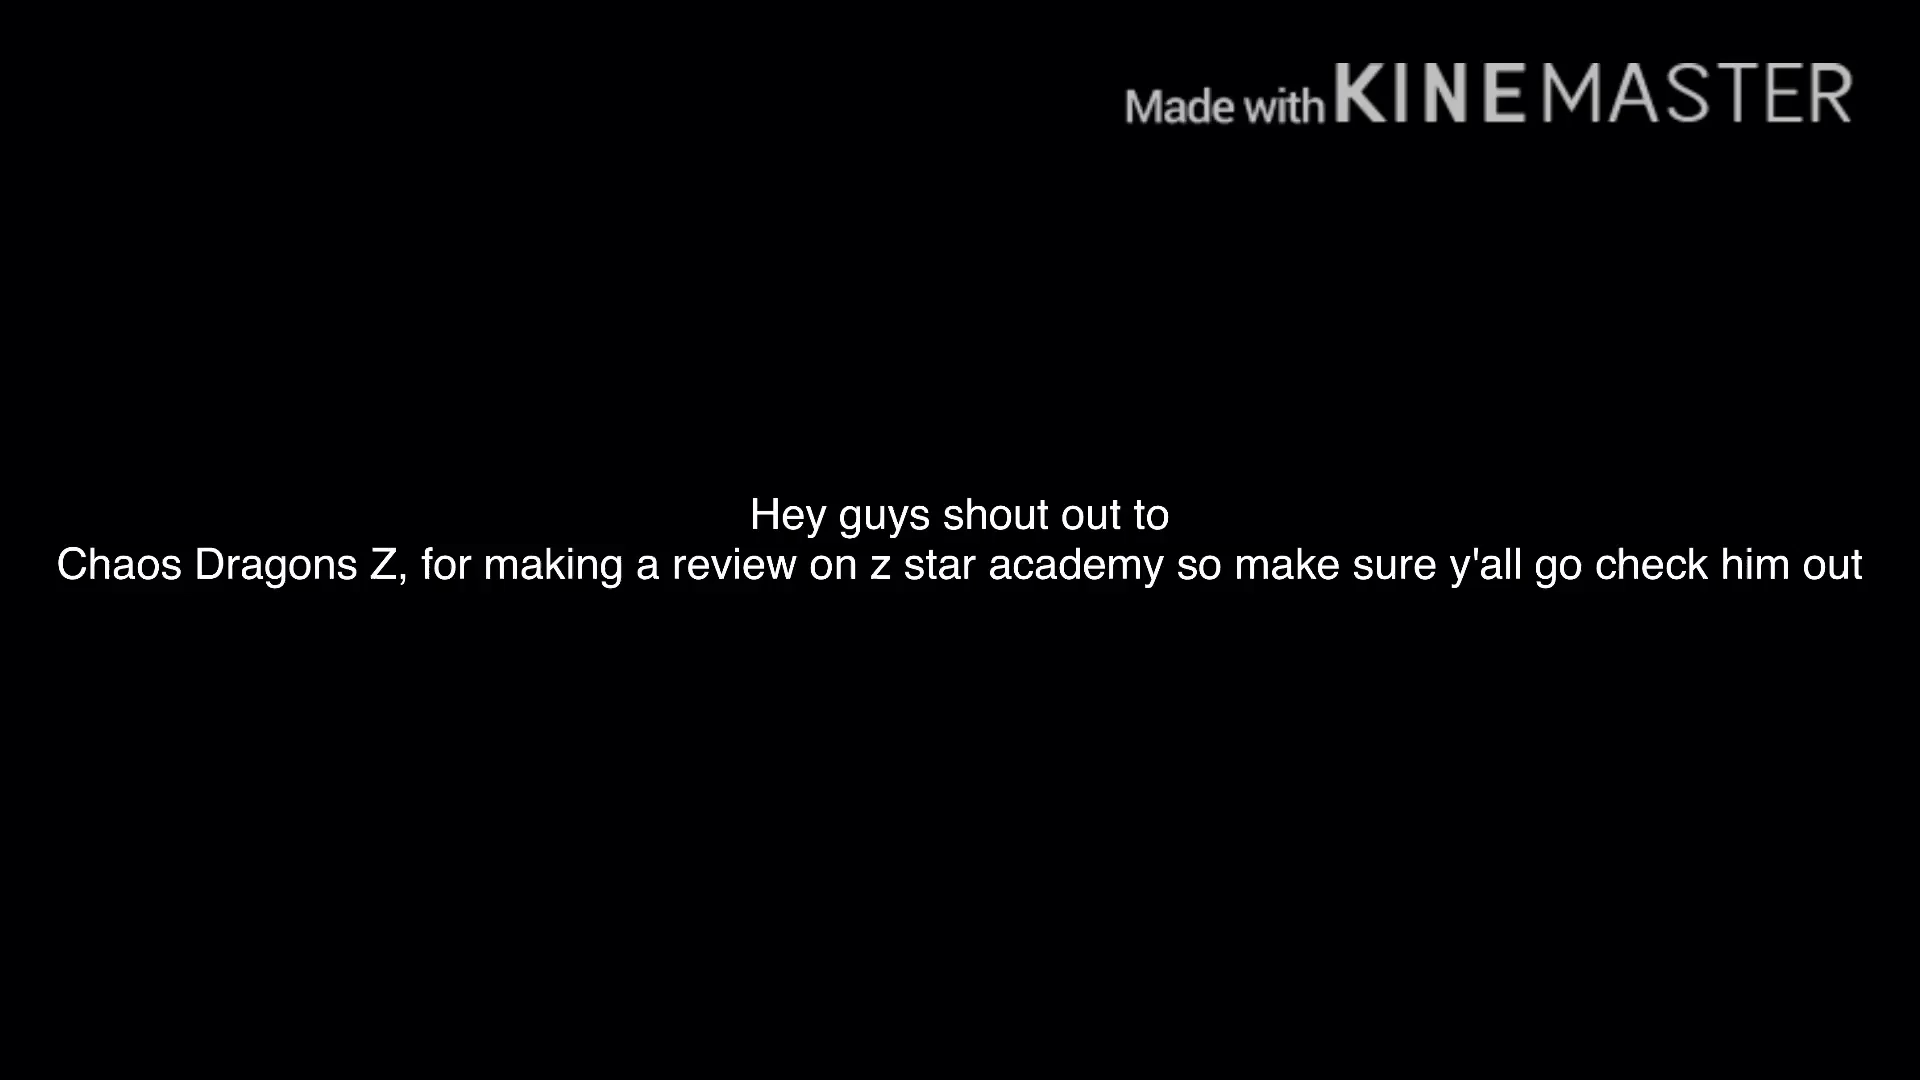 Made with KINEMASTER
Hey guys shout out to
Chaos Dragons Z, for making a review on z star academy so make sure y'all go check him out